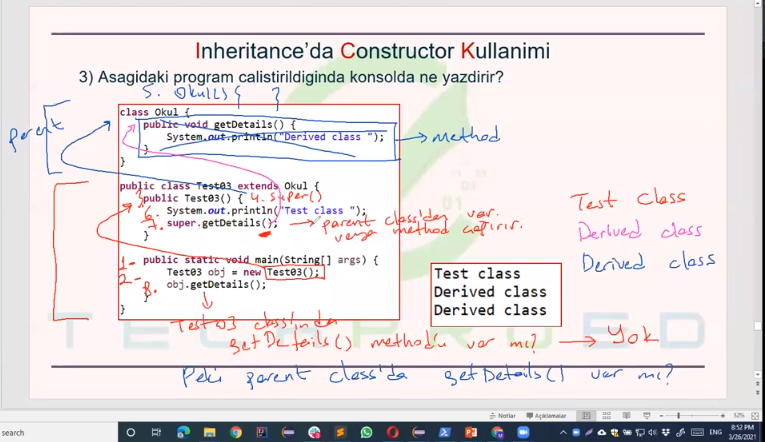 Inheritance'da Constructor Kullanimi
3) Asagidaki program calistirildiginda konsolda ne yazdirir?
5. Okul() { }
parent
class Okul {
public void getDetails() {
System.out.println("Derived class ");
}
}
method
public class Test03 extends Okul {
3.
public Test03() { 4. super()
6. System.out.println("Test class ");
7. super.getDetails(); parent class'dan var.
veya method getirir.
}
1- public static void main(String[] args) {
2- Test03 obj = new Test03();
8. obj.getDetails();
}
}
Test class
Derived class
Derived class
Test class
Derived class
Derived class
Test03 class'inda
getDetails() method'u var mi? Yok
Peki parent class'da getDetails() var mi?
TECHPROED
Notlar Açıklamalar 52%
search
ENG
8:52 PM
3/26/2021